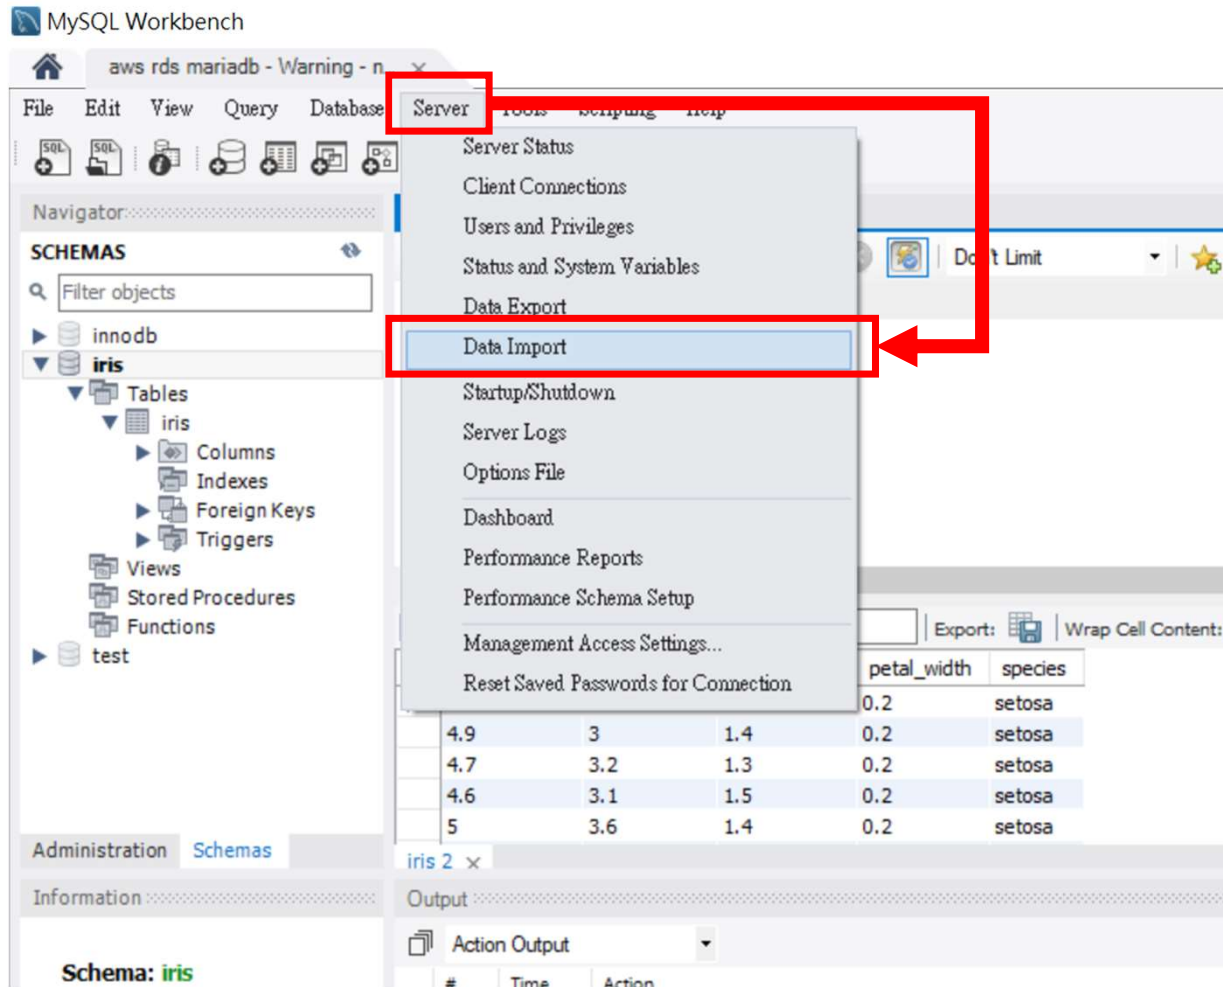 MySQL Workbench
aws rds mariadb - Warning - n
File Edit View Query Database Server Tools Scripting Help
Server Status
Client Connections
Users and Privileges
Status and System Variables
Data Export
Data Import
Startup/Shutdown
Server Logs
Options File
Dashboard
Performance Reports
Performance Schema Setup
Management Access Settings...
Reset Saved Passwords for Connection
Navigator
SCHEMAS
Filter objects
innodb
iris
Tables
iris
Columns
Indexes
Foreign Keys
Triggers
Views
Stored Procedures
Functions
test
Administration Schemas
Information
Schema: iris
Don't Limit
Export: Wrap Cell Content:
petal_width species
0.2 setosa
4.9 3 1.4 0.2 setosa
4.7 3.2 1.3 0.2 setosa
4.6 3.1 1.5 0.2 setosa
5 3.6 1.4 0.2 setosa
iris 2
Output
Action Output
# Time Action